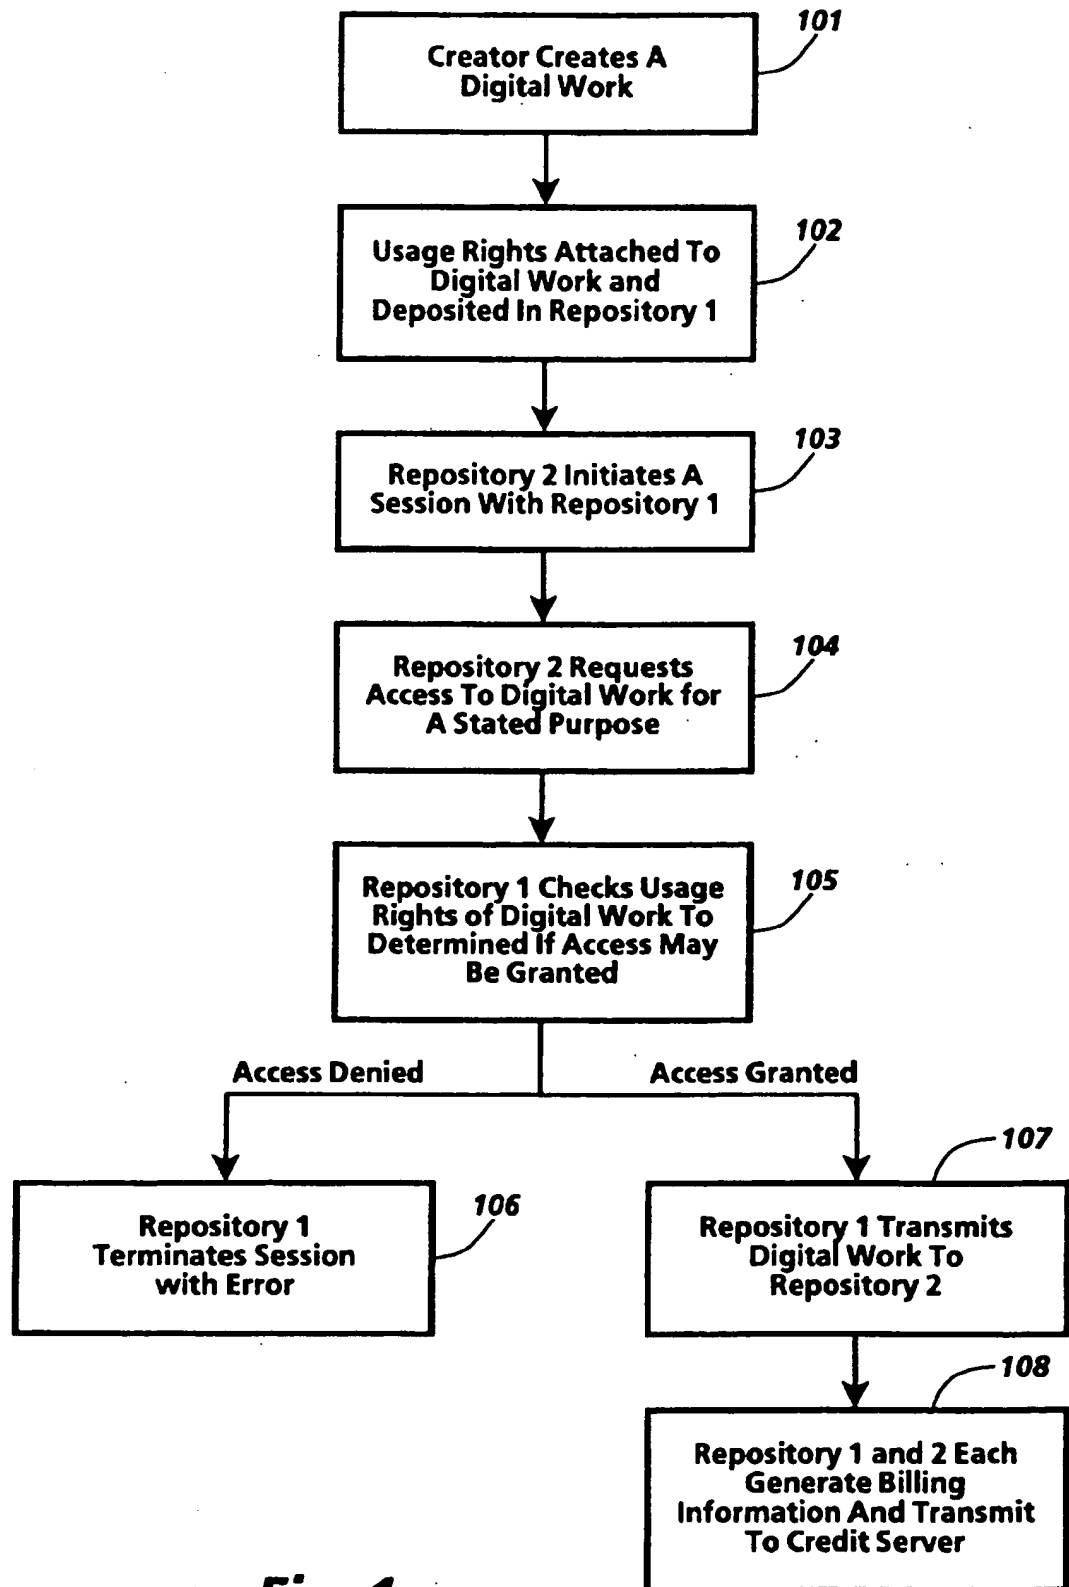 101
Creator Creates A
Digital Work
102
Usage Rights Attached To
Digital Work and
Deposited In Repository 1
103
Repository 2 Initiates A
Session With Repository 1
104
Repository 2 Requests
Access To Digital Work for
A Stated Purpose
105
Repository 1 Checks Usage
Rights of Digital Work To
Determined If Access May
Be Granted
Access Denied
Access Granted
106
Repository 1
Terminates Session
with Error
107
Repository 1 Transmits
Digital Work To
Repository 2
108
Repository 1 and 2 Each
Generate Billing
Information And Transmit
To Credit Server